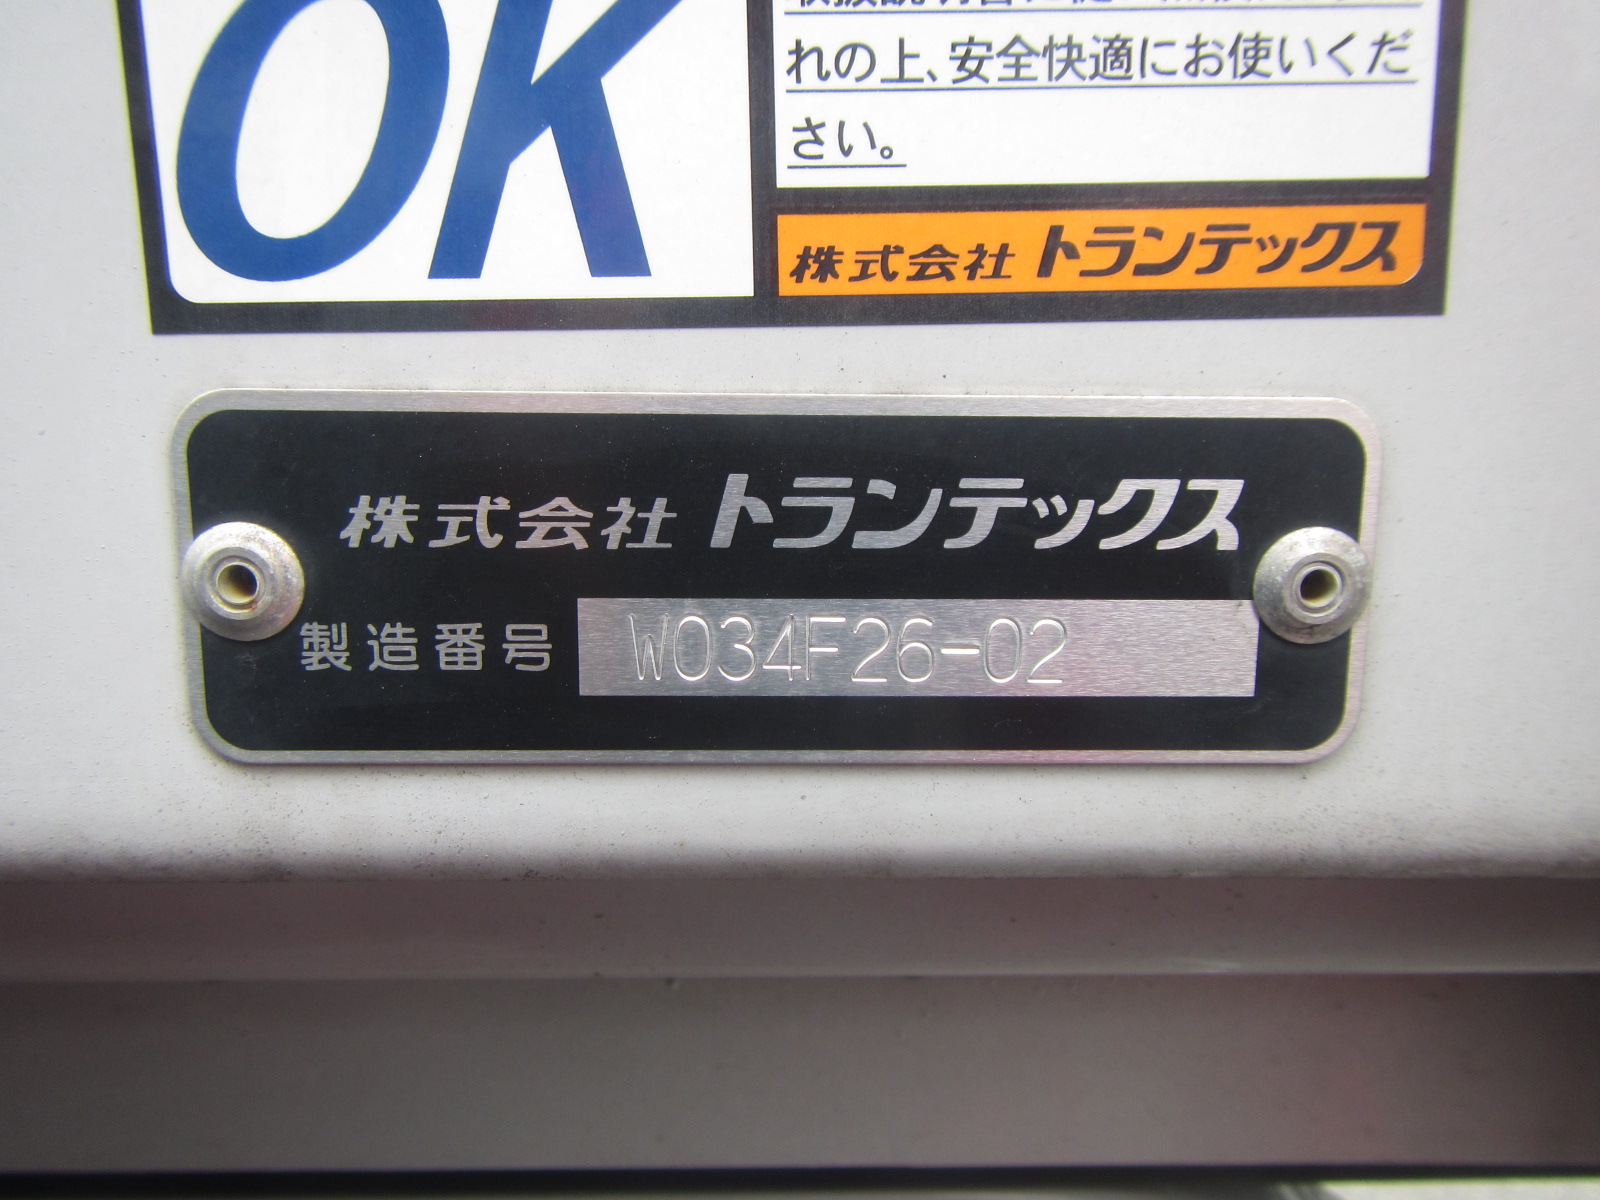 OK
れの上、安全快適にお使いくだ
さい。
株式会社 トランテックス
株式会社 トランテックス
製造番号 W034F26-02